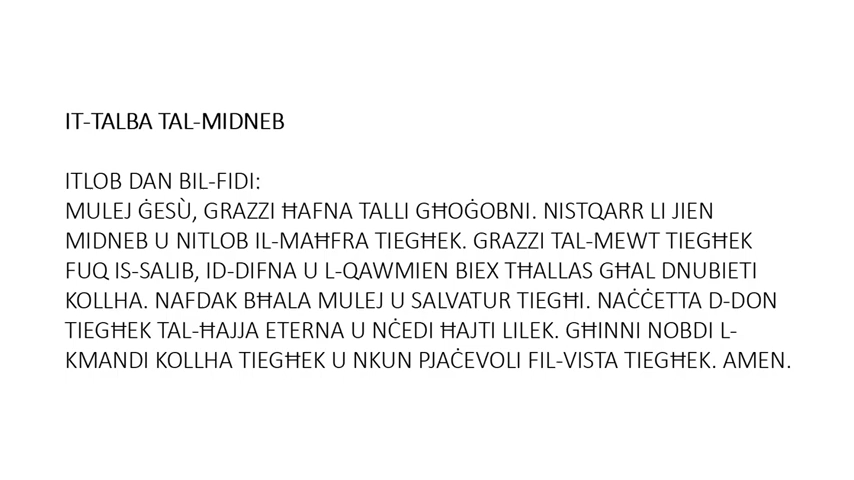 IT-TALBA TAL-MIDNEB
ITLOB DAN BIL-FIDI:
MULEJ ĠESÙ, GRAZZI ĦAFNA TALLI GĦOĠOBNI. NISTQARR LI JIEN
MIDNEB U NITLOB IL-MAĦFRA TIEGĦEK. GRAZZI TAL-MEWT TIEGĦEK
FUQ IS-SALIB, ID-DIFNA U L-QAWMIEN BIEX TĦALLAS GĦAL DNUBIETI
KOLLHA. NAFDAK BĦALA MULEJ U SALVATUR TIEGĦI. NAĊĊETTA D-DON
TIEGĦEK TAL-ĦAJJA ETERNA U NĊEDI ĦAJTI LILEK. GĦINNI NOBDI L-
KMANDI KOLLHA TIEGĦEK U NKUN PJAĊEVOLI FIL-VISTA TIEGĦEK. AMEN.